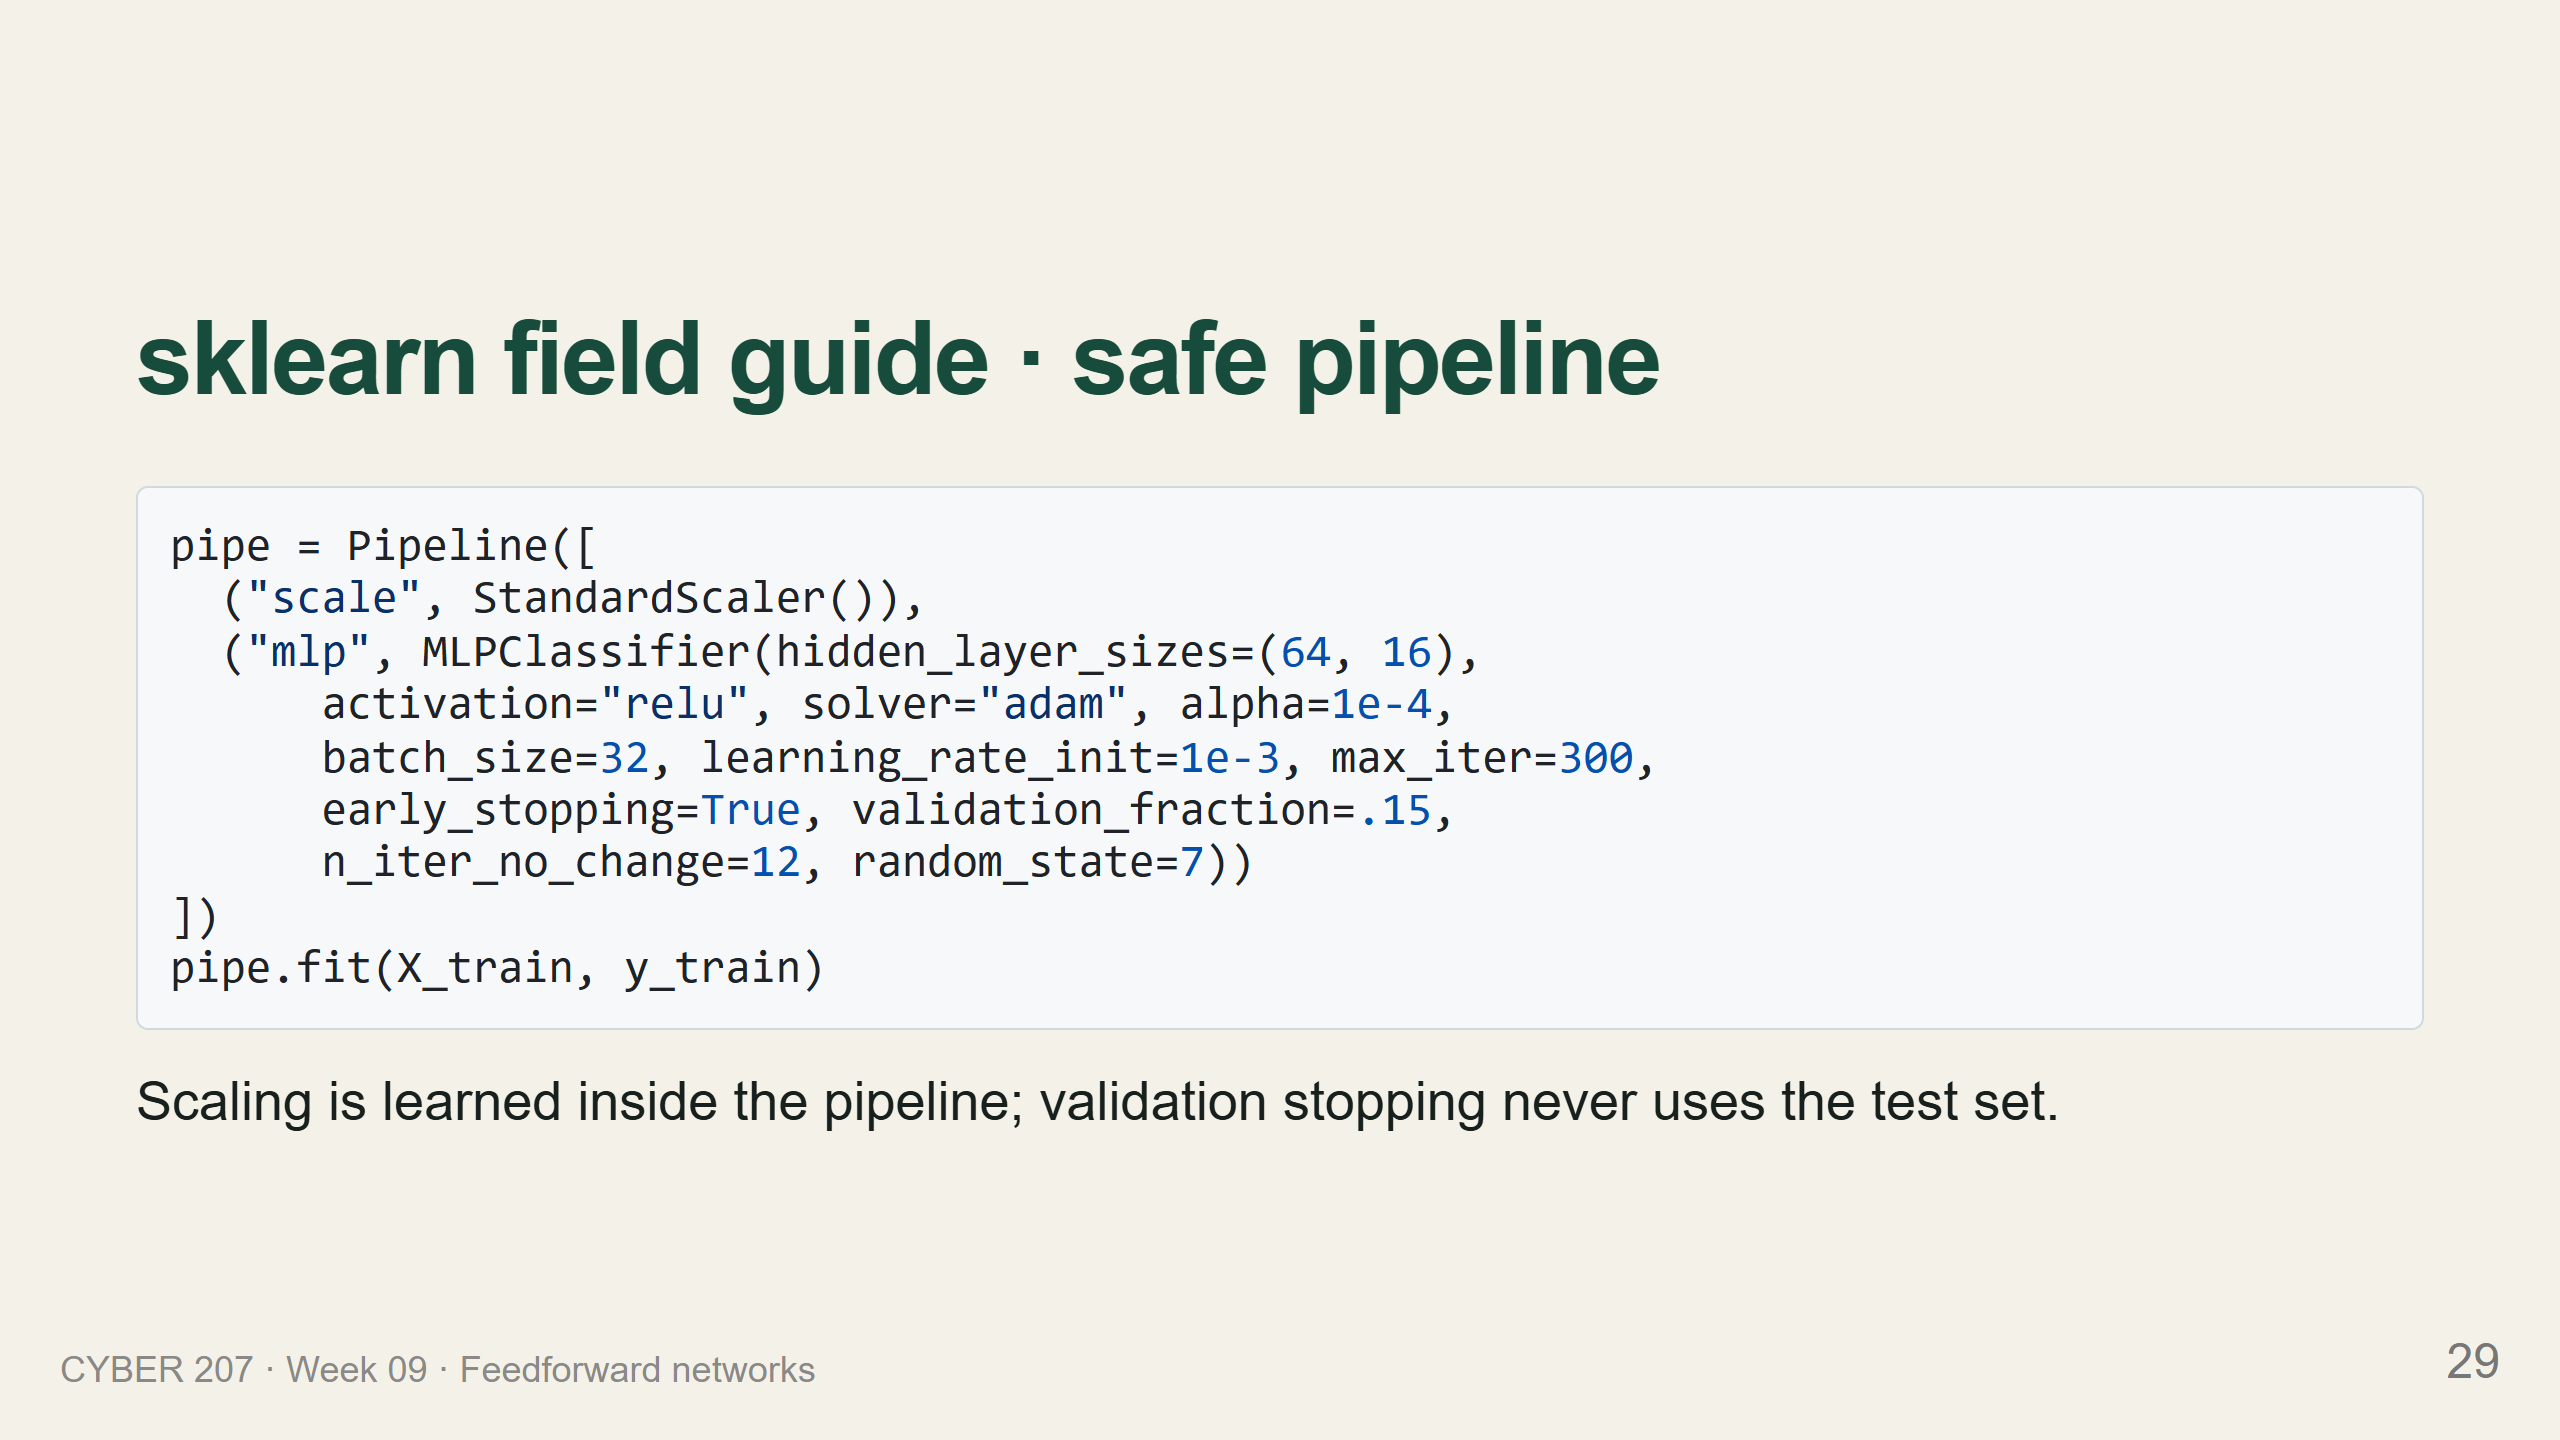 sklearn field guide · safe pipeline
pipe = Pipeline([
  ("scale", StandardScaler()),
  ("mlp", MLPClassifier(hidden_layer_sizes=(64, 16),
      activation="relu", solver="adam", alpha=1e-4,
      batch_size=32, learning_rate_init=1e-3, max_iter=300,
      early_stopping=True, validation_fraction=.15,
      n_iter_no_change=12, random_state=7))
])
pipe.fit(X_train, y_train)
Scaling is learned inside the pipeline; validation stopping never uses the test set.
CYBER 207 · Week 09 · Feedforward networks
29